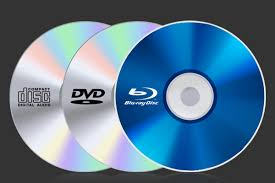 COMPACT
disc
DIGITAL AUDIO
DVD
Blu-ray Disc